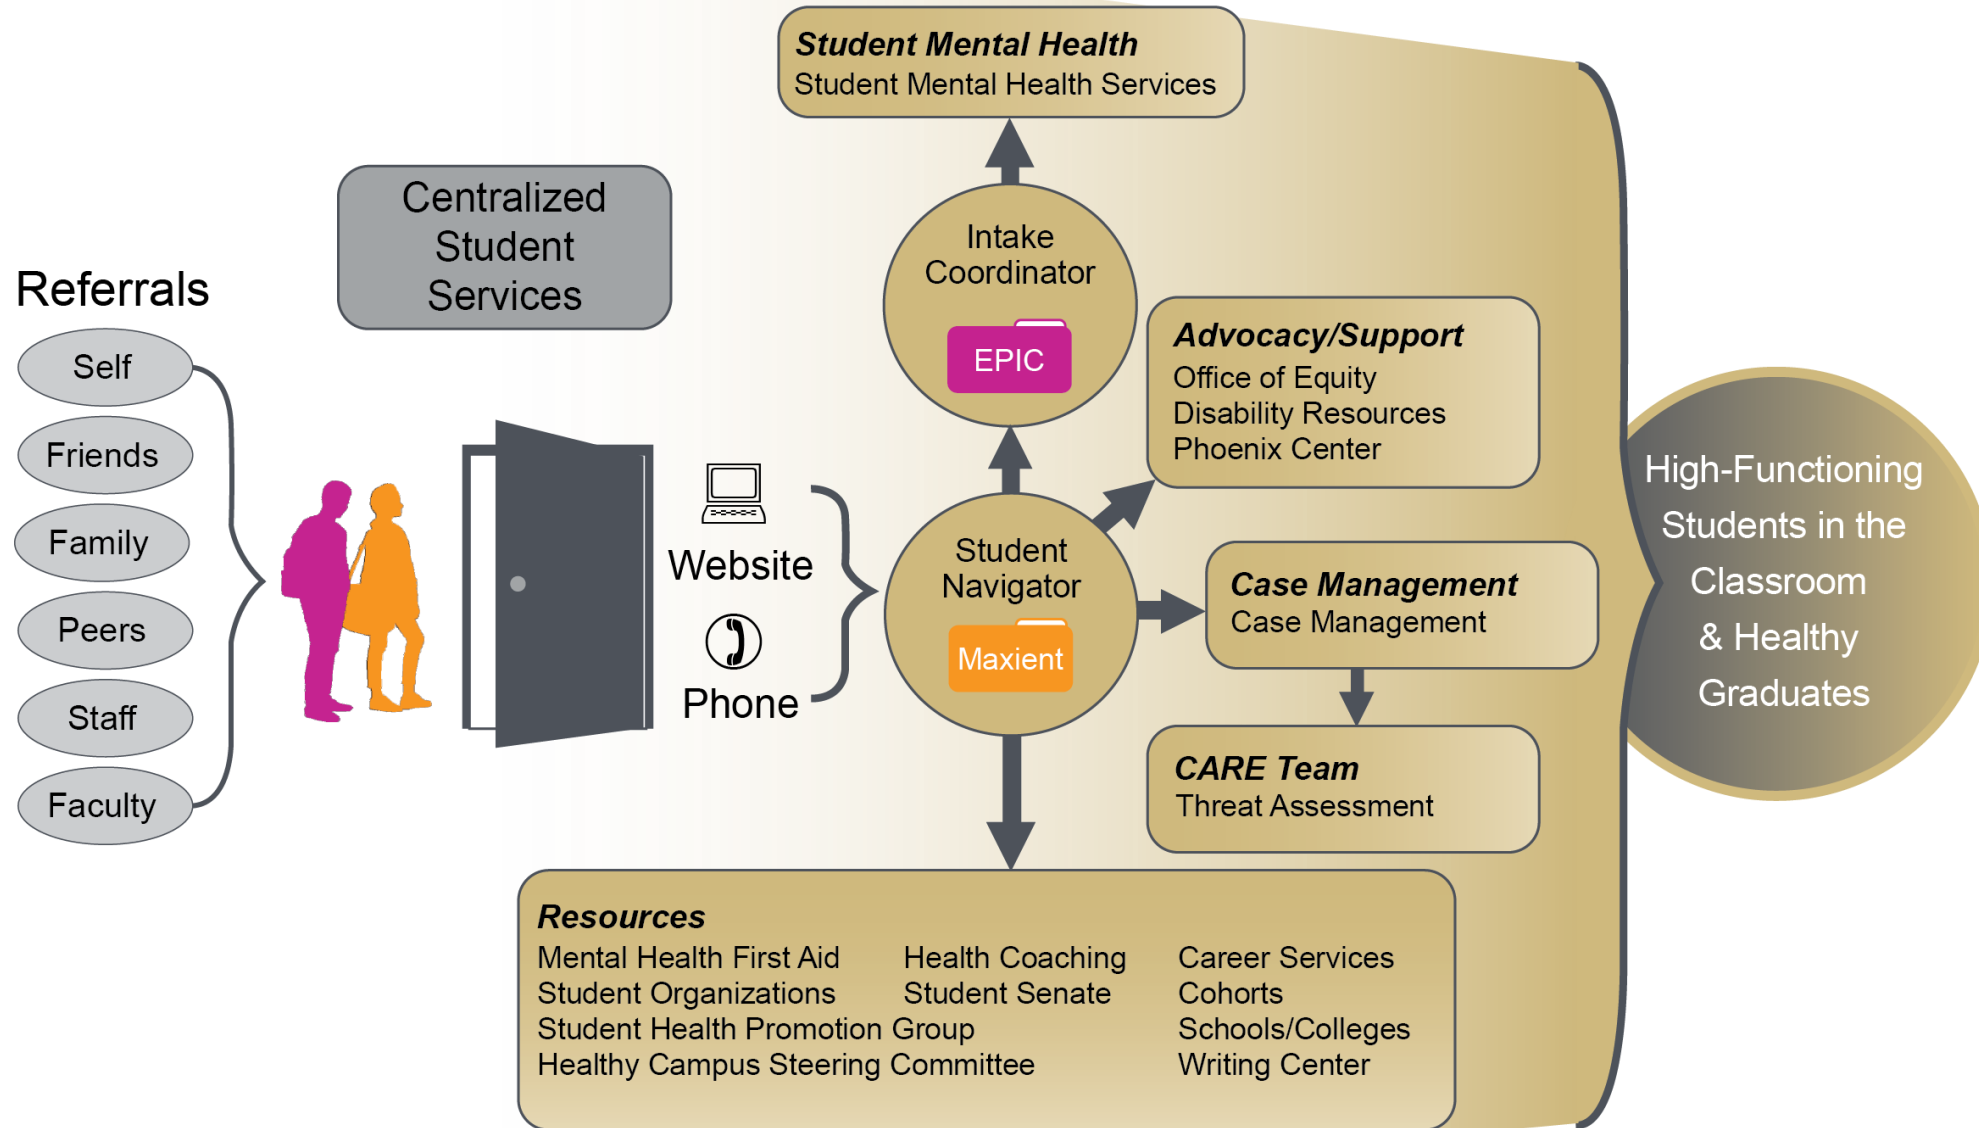 Student Mental Health
Student Mental Health Services
Centralized
Student
Services
Referrals
Self
Friends
Family
Peers
Staff
Faculty
Website
Phone
Intake
Coordinator
EPIC
Student
Navigator
Maxient
Advocacy/Support
Office of Equity
Disability Resources
Phoenix Center
Case Management
Case Management
CARE Team
Threat Assessment
Resources
Mental Health First Aid
Student Organizations
Student Health Promotion Group
Healthy Campus Steering Committee
Health Coaching
Student Senate
Career Services
Cohorts
Schools/Colleges
Writing Center
High-Functioning
Students in the
Classroom
& Healthy
Graduates